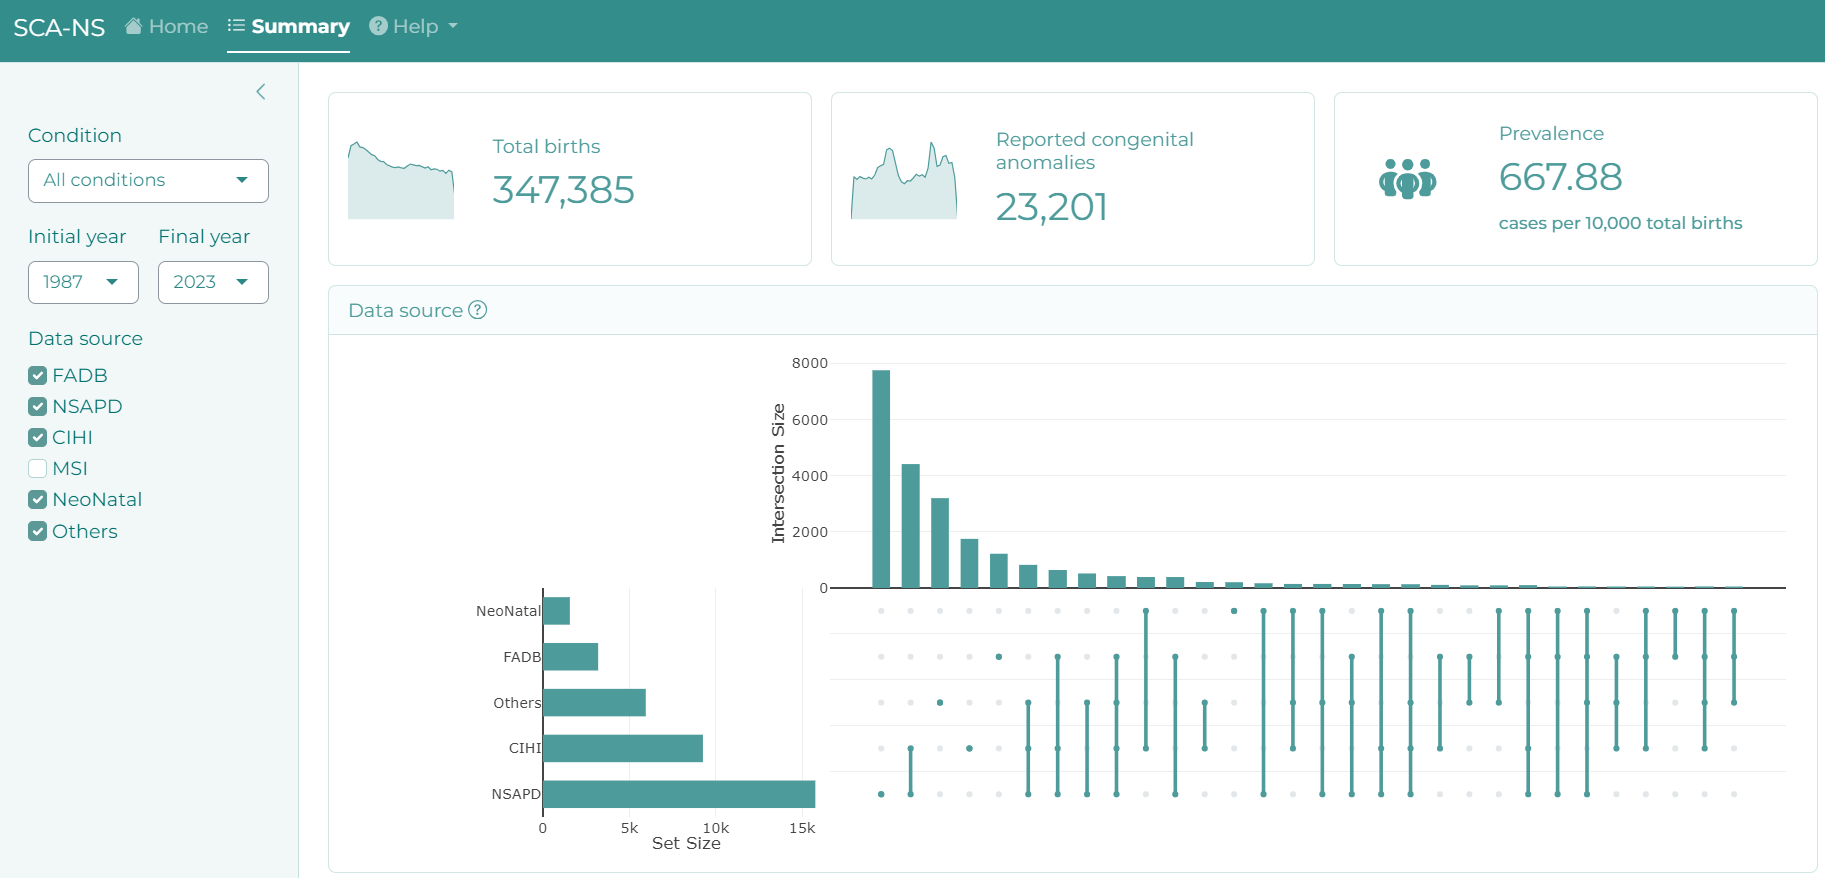 SCA-NS Home Summary Help
Condition
All conditions
Initial year Final year
1987 2023
Data source
FADB
NSAPD
CIHI
MSI
NeoNatal
Others
Total births
347,385
Reported congenital
anomalies
23,201
Prevalence
667.88
cases per 10,000 total births
Data source ?
8000
6000
4000
2000
0
Intersection Size
NeoNatal
FADB
Others
CIHI
NSAPD
0 5k 10k 15k
Set Size